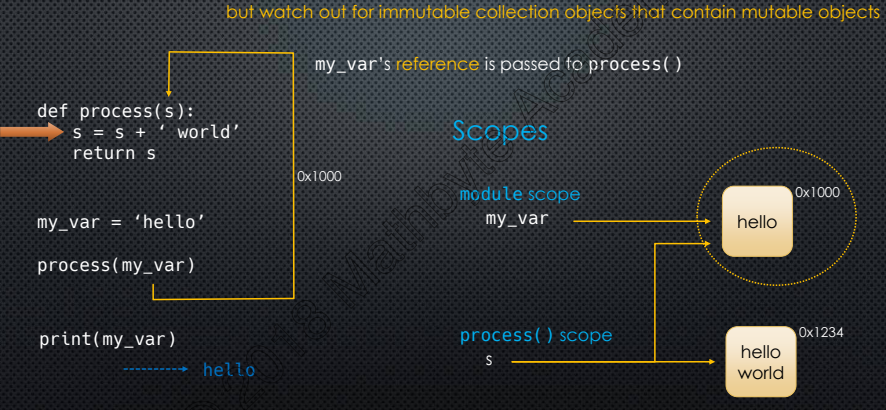 but watch out for immutable collection objects that contain mutable objects
my_var's reference is passed to process()
def process(s):
s = s + ‘ world’
return s
0x1000
my_var = ‘hello’
process(my_var)
print(my_var)
hello
Scopes
module scope
my_var
0x1000
hello
process() scope
s
0x1234
hello
world